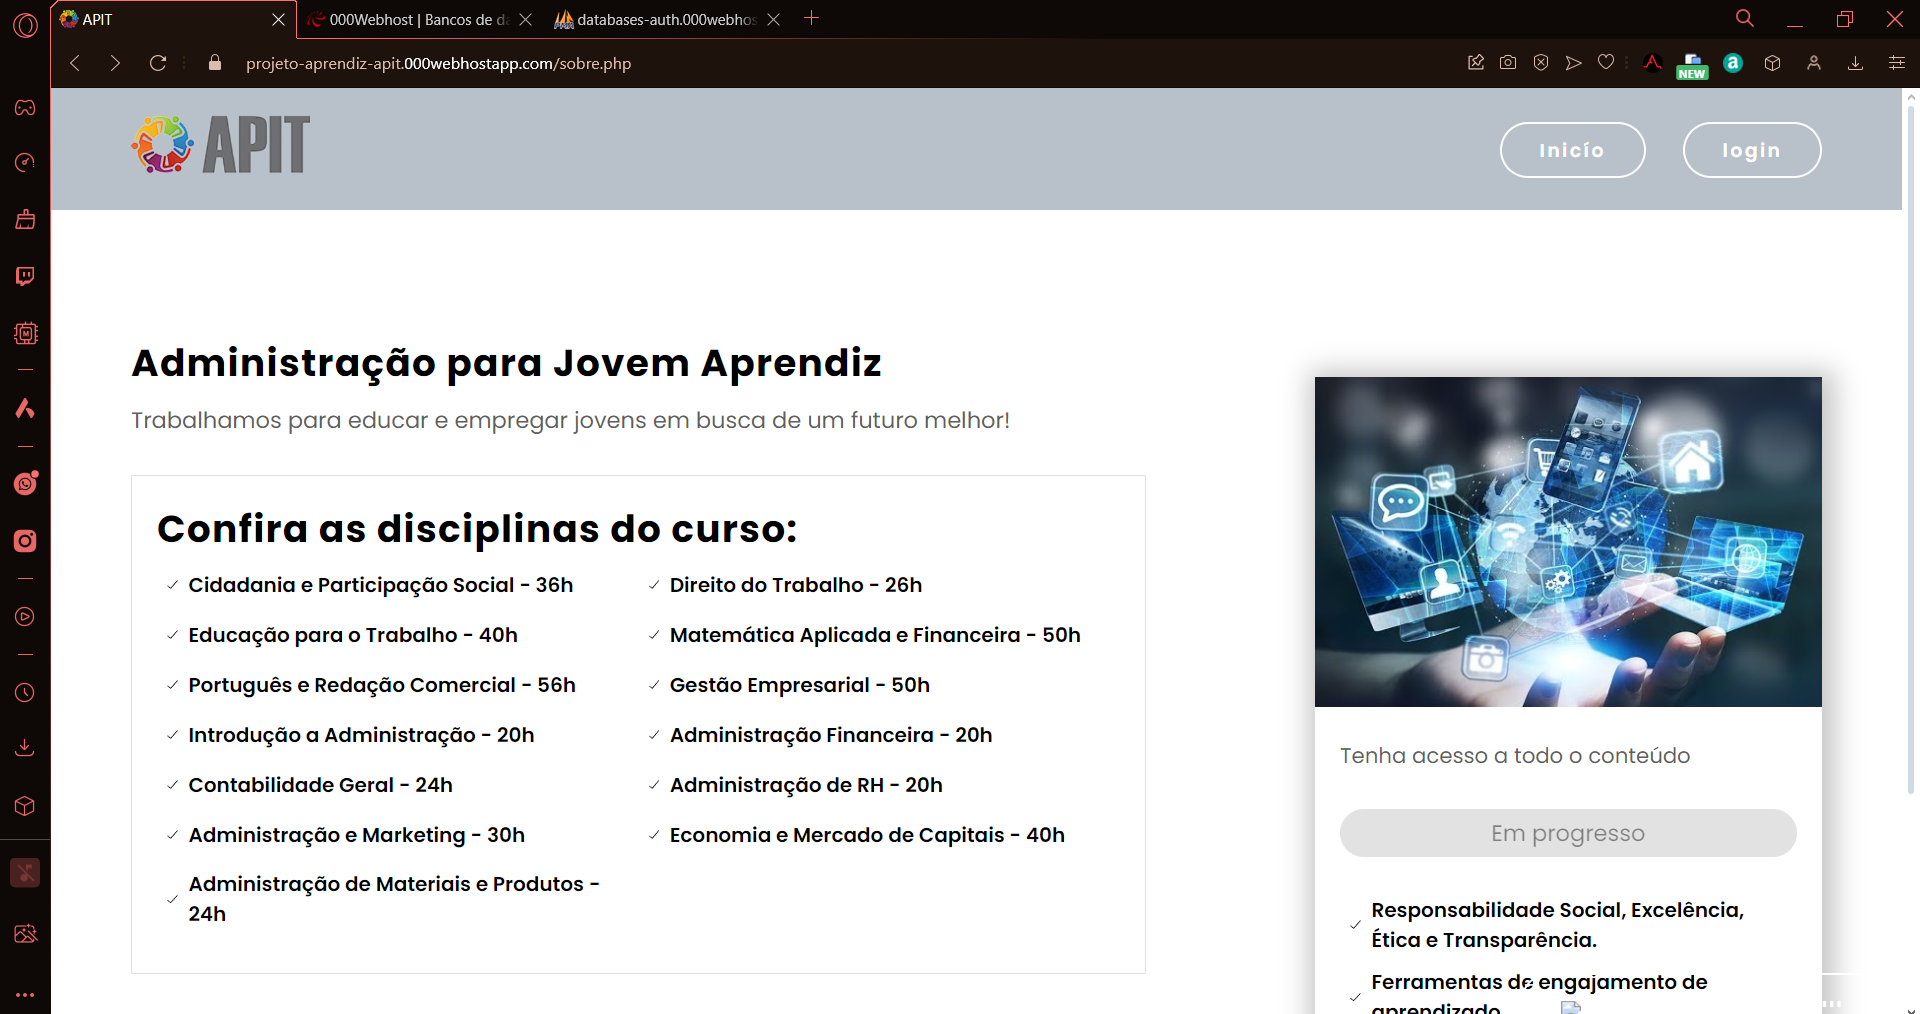 APIT
000Webhost | Bancos de da
databases-auth.000webhos
projeto-aprendiz-apit.000webhostapp.com/sobre.php
NEW
a
APIT
Inicío
login
Administração para Jovem Aprendiz
Trabalhamos para educar e empregar jovens em busca de um futuro melhor!
Confira as disciplinas do curso:
Cidadania e Participação Social - 36h
Direito do Trabalho - 26h
Educação para o Trabalho - 40h
Matemática Aplicada e Financeira - 50h
Português e Redação Comercial - 56h
Gestão Empresarial - 50h
Introdução a Administração - 20h
Administração Financeira - 20h
Contabilidade Geral - 24h
Administração de RH - 20h
Administração e Marketing - 30h
Economia e Mercado de Capitais - 40h
Administração de Materiais e Produtos -
24h
Tenha acesso a todo o conteúdo
Em progresso
Responsabilidade Social, Excelência,
Ética e Transparência.
Ferramentas de engajamento de
aprendizado